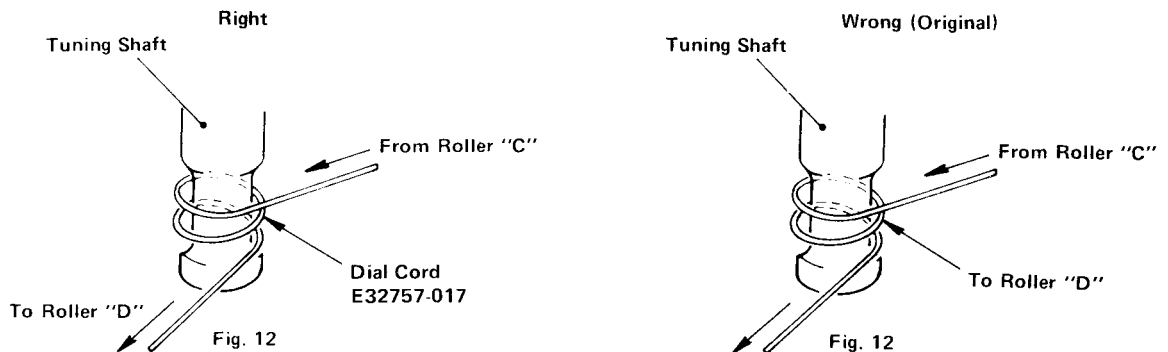 Right
Tuning Shaft
From Roller "C"
Dial Cord
E32757-017
To Roller "D"
Fig. 12
Wrong (Original)
Tuning Shaft
From Roller "C"
To Roller "D"
Fig. 12